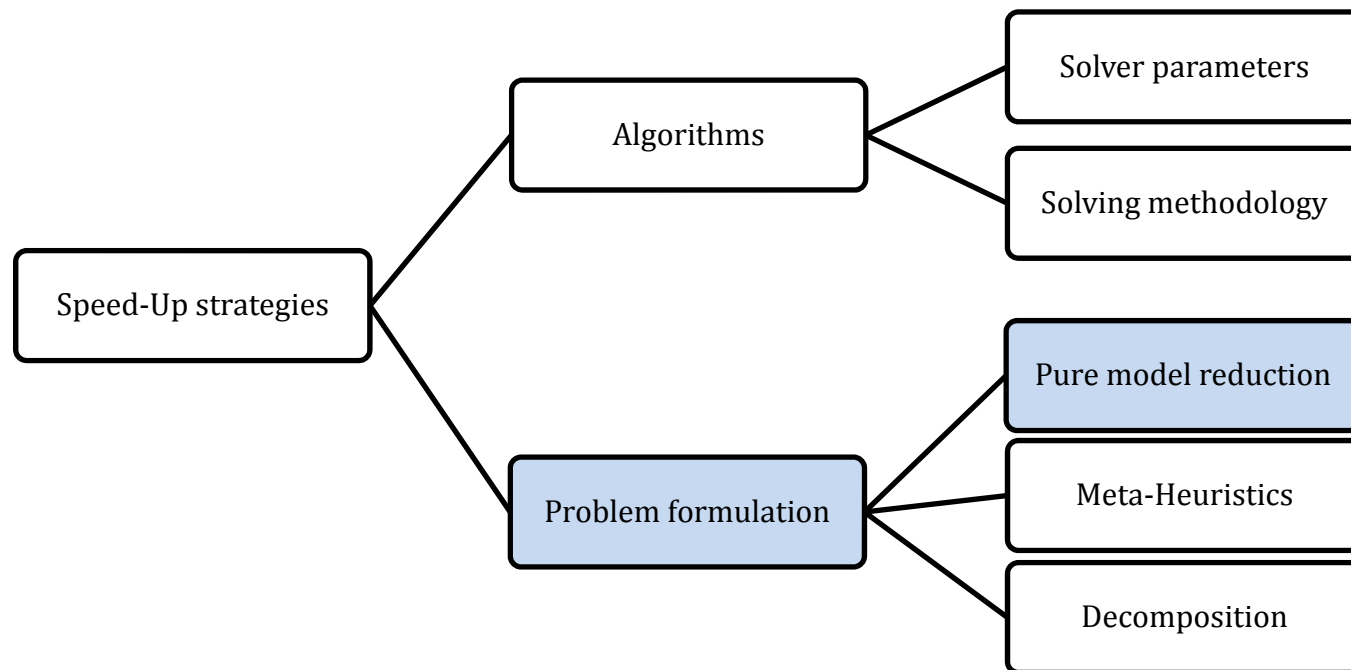 Speed-Up strategies
Algorithms
Solver parameters
Solving methodology
Problem formulation
Pure model reduction
Meta-Heuristics
Decomposition